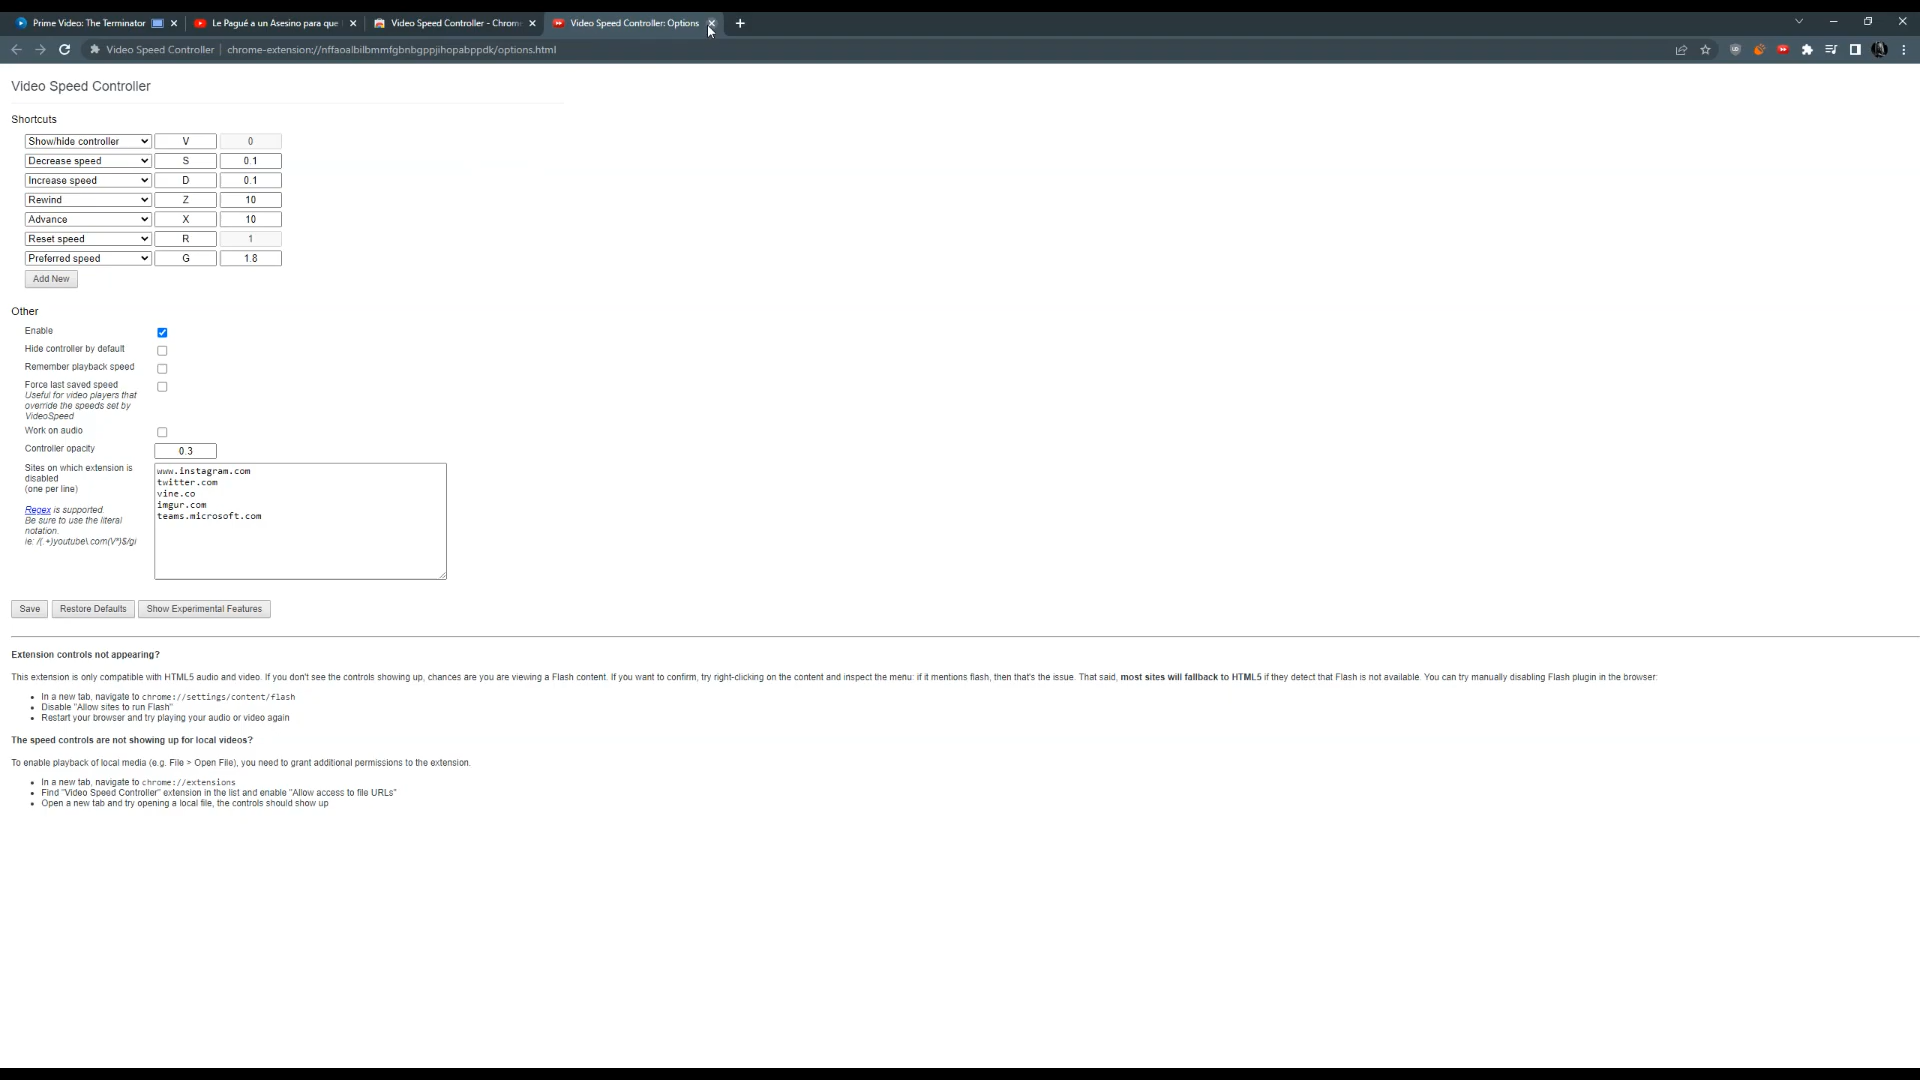 Prime Video: The Terminator
Le Pagué a un Asesino para que
Video Speed Controller - Chrom
Video Speed Controller: Options
Video Speed Controller | chrome-extension://nffaoalbilbmmfgbnbgppjihopabppdk/options.html
Video Speed Controller
Shortcuts
Show/hide controller V 0
Decrease speed S 0.1
Increase speed D 0.1
Rewind Z 10
Advance X 10
Reset speed R 1
Preferred speed G 1.8
Add New
Other
Enable
Hide controller by default
Remember playback speed
Force last saved speed
Useful for video players that
override the speeds set by
VideoSpeed
Work on audio
Controller opacity 0.3
Sites on which extension is
disabled
(one per line)
Regex is supported.
Be sure to use the literal
notation.
ie: /(.+)youtube\.com(\/*)$/gi
www.instagram.com
twitter.com
vine.co
imgur.com
teams.microsoft.com
Save Restore Defaults Show Experimental Features
Extension controls not appearing?
This extension is only compatible with HTML5 audio and video. If you don't see the controls showing up, chances are you are viewing a Flash content. If you want to confirm, try right-clicking on the content and inspect the menu: if it mentions flash, then that's the issue. That said, most sites will fallback to HTML5 if they detect that Flash is not available. You can try manually disabling Flash plugin in the browser:
• In a new tab, navigate to chrome://settings/content/flash
• Disable "Allow sites to run Flash"
• Restart your browser and try playing your audio or video again
The speed controls are not showing up for local videos?
To enable playback of local media (e.g. File > Open File), you need to grant additional permissions to the extension.
• In a new tab, navigate to chrome://extensions
• Find "Video Speed Controller" extension in the list and enable "Allow access to file URLs"
• Open a new tab and try opening a local file, the controls should show up